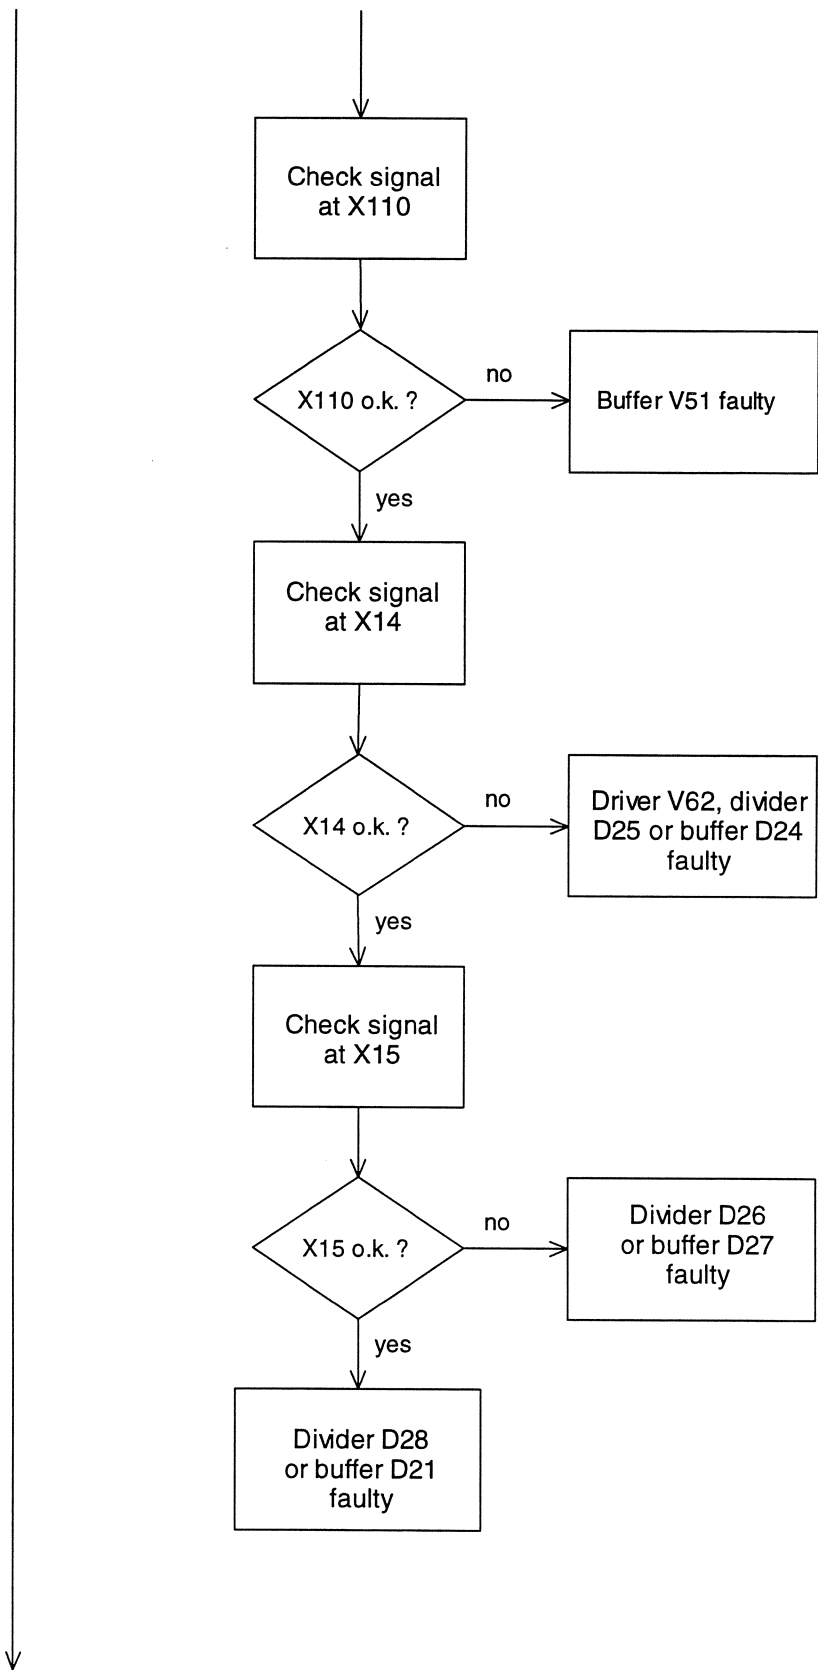 Check signal
at X110
X110 o.k. ?
no
Buffer V51 faulty
yes
Check signal
at X14
X14 o.k. ?
no
Driver V62, divider
D25 or buffer D24
faulty
yes
Check signal
at X15
X15 o.k. ?
no
Divider D26
or buffer D27
faulty
yes
Divider D28
or buffer D21
faulty